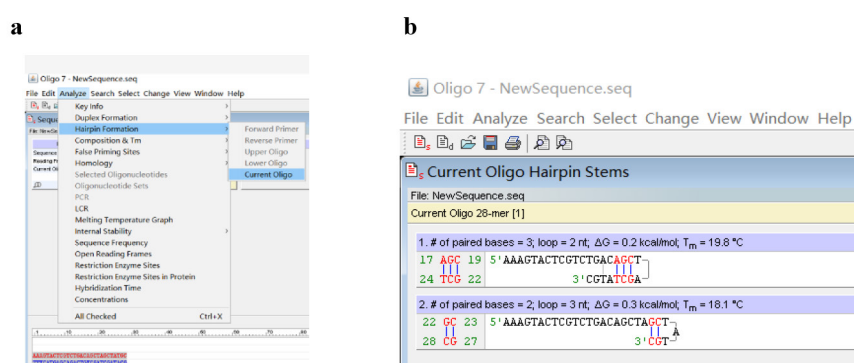 a
Oligo 7 - NewSequence.seq
File Edit Analyze Search Select Change View Window Help
Key Info
Duplex Formation
Hairpin Formation
Composition & Tm
False Priming Sites
Homology
Selected Oligonucleotides
Oligonucleotide Sets
PCR
LCR
Melting Temperature Graph
Internal Stability
Sequence Frequency
Open Reading Frames
Restriction Enzyme Sites
Restriction Enzyme Sites in Protein
Hybridization Time
Concentrations
All Checked Ctrl+X
Forward Primer
Reverse Primer
Upper Oligo
Lower Oligo
Current Oligo
b
Oligo 7 - NewSequence.seq
File Edit Analyze Search Select Change View Window Help
Current Oligo Hairpin Stems
File: NewSequence.seq
Current Oligo 28-mer [1]
1. # of paired bases = 3; loop = 2 nt; ΔG = 0.2 kcal/mol; Tm = 19.8 °C
17 AGC 19 5'AAAGTACTCGTCTGACAGCT
24 TCG 22 3'CGTATCGA
2. # of paired bases = 2; loop = 3 nt; ΔG = 0.3 kcal/mol; Tm = 18.1 °C
22 GC 23 5'AAAGTACTCGTCTGACAGCTAGCT
A
28 CG 27 3'CGT